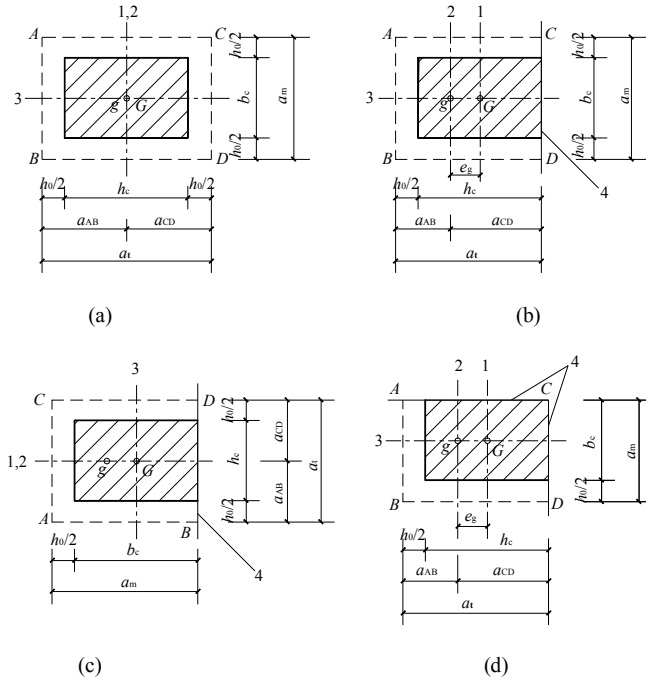 1,2
A C
h0/2
bc
am
3 g G
h0/2
B D
h0/2 hc h0/2
aAB aCD
at
(a)
2 1
A C
h0/2
bc
am
3 g G
h0/2
B D
eg
4
h0/2 hc
aAB aCD
at
(b)
3
C D
h0/2
aCD
hc
at
1,2 g G
aAB
h0/2
A B
h0/2 bc
4
am
(c)
2 1
4
A C
bc
am
3 g G
h0/2
B D
eg
h0/2 hc
aAB aCD
at
(d)